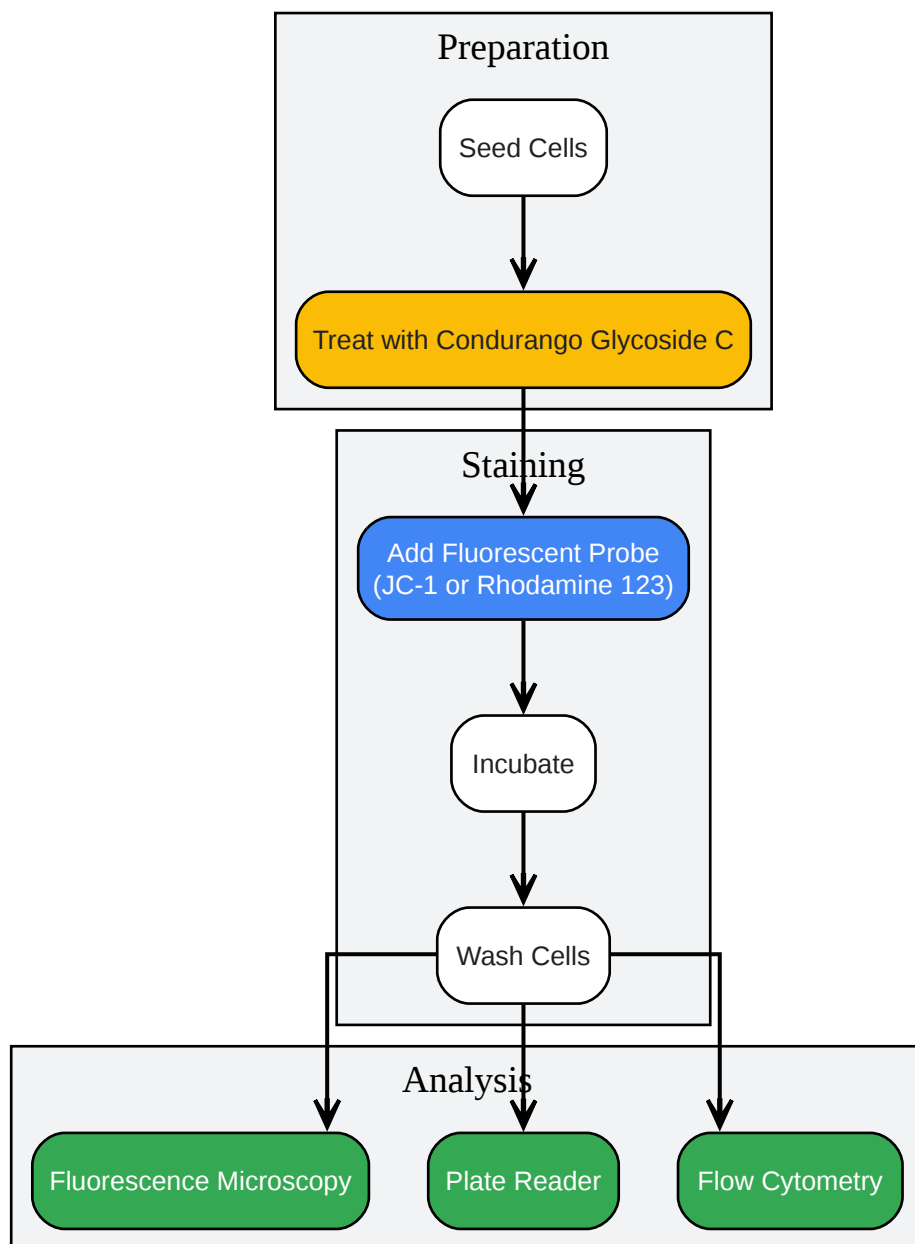 Preparation
Seed Cells
Treat with Condurango Glycoside C
Staining
Add Fluorescent Probe
(JC-1 or Rhodamine 123)
Incubate
Wash Cells
Analysis
Fluorescence Microscopy
Plate Reader
Flow Cytometry